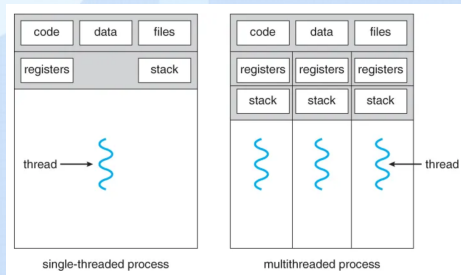 code data files
registers stack
thread
single-threaded process
code data files
registers registers registers
stack stack stack
thread
multithreaded process